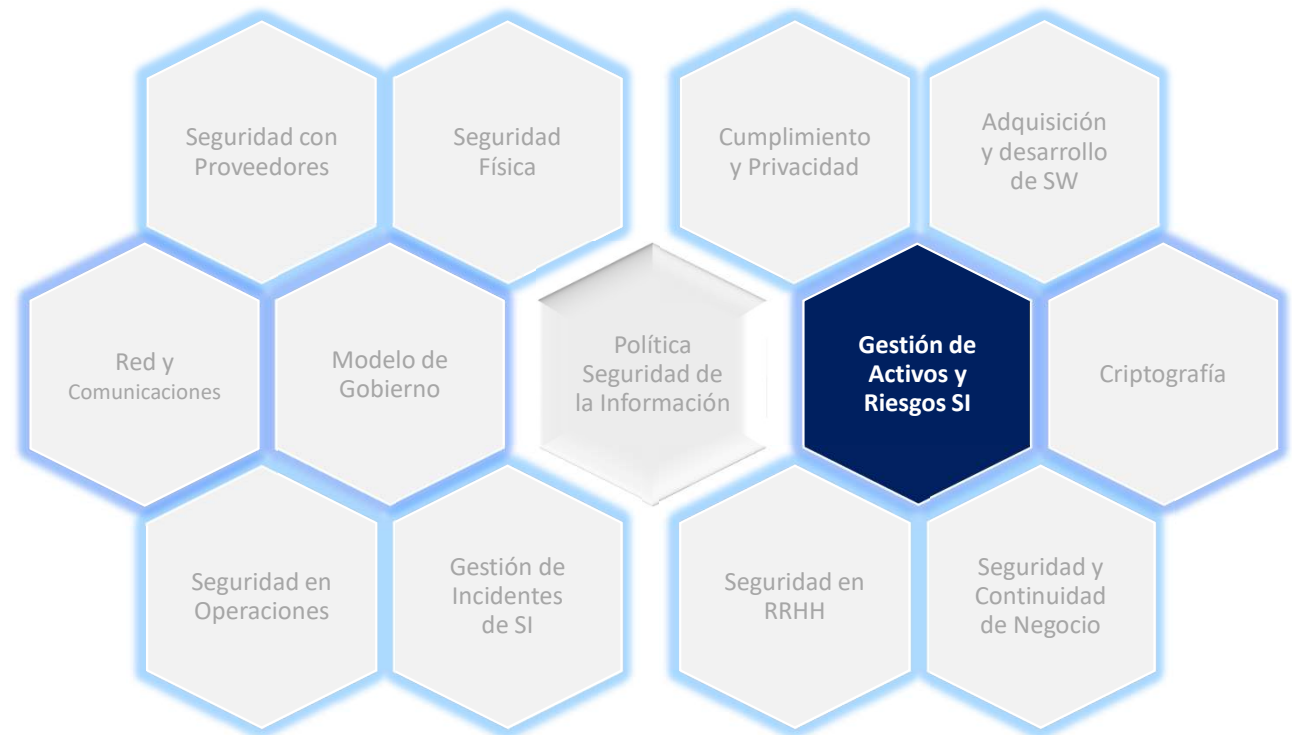 Seguridad con
Proveedores
Seguridad
Física
Cumplimiento
y Privacidad
Adquisición
y desarrollo
de SW
Red y
Comunicaciones
Modelo de
Gobierno
Política
Seguridad de
la Información
Gestión de
Activos y
Riesgos SI
Criptografía
Seguridad en
Operaciones
Gestión de
Incidentes
de SI
Seguridad en
RRHH
Seguridad y
Continuidad
de Negocio